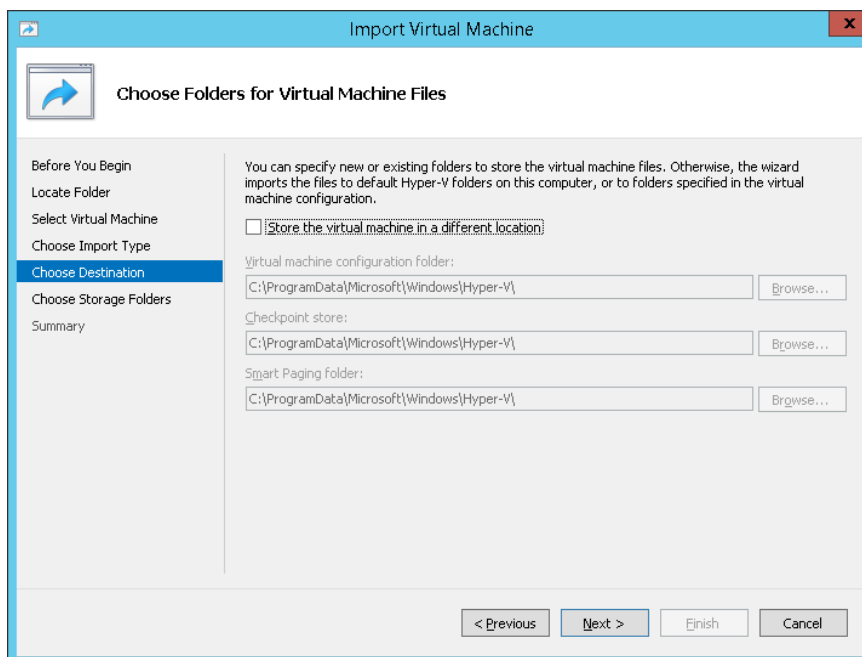 Import Virtual Machine
x
Choose Folders for Virtual Machine Files
Before You Begin
Locate Folder
Select Virtual Machine
Choose Import Type
Choose Destination
Choose Storage Folders
Summary
You can specify new or existing folders to store the virtual machine files. Otherwise, the wizard
imports the files to default Hyper-V folders on this computer, or to folders specified in the virtual
machine configuration.
Store the virtual machine in a different location
Virtual machine configuration folder:
C:\ProgramData\Microsoft\Windows\Hyper-V\
Browse...
Checkpoint store:
C:\ProgramData\Microsoft\Windows\Hyper-V\
Browse...
Smart Paging folder:
C:\ProgramData\Microsoft\Windows\Hyper-V\
Browse...
< Previous
Next >
Finish
Cancel